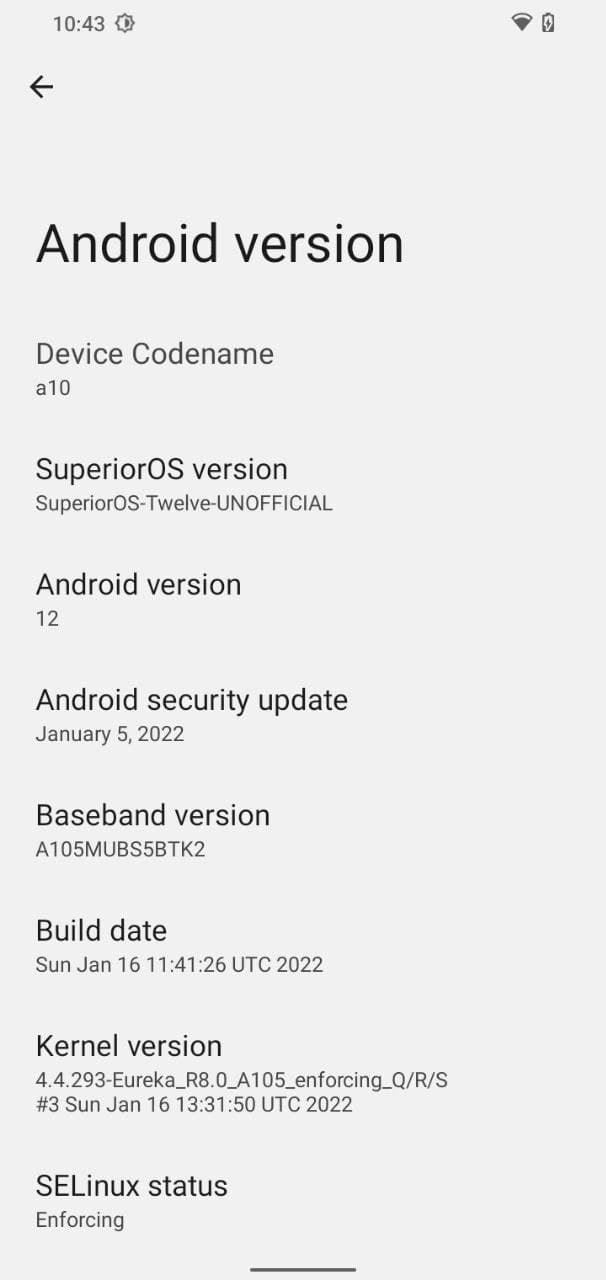 10:43
Android version
Device Codename
a10
SuperiorOS version
SuperiorOS-Twelve-UNOFFICIAL
Android version
12
Android security update
January 5, 2022
Baseband version
A105MUBS5BTK2
Build date
Sun Jan 16 11:41:26 UTC 2022
Kernel version
4.4.293-Eureka_R8.0_A105_enforcing_Q/R/S
#3 Sun Jan 16 13:31:50 UTC 2022
SELinux status
Enforcing